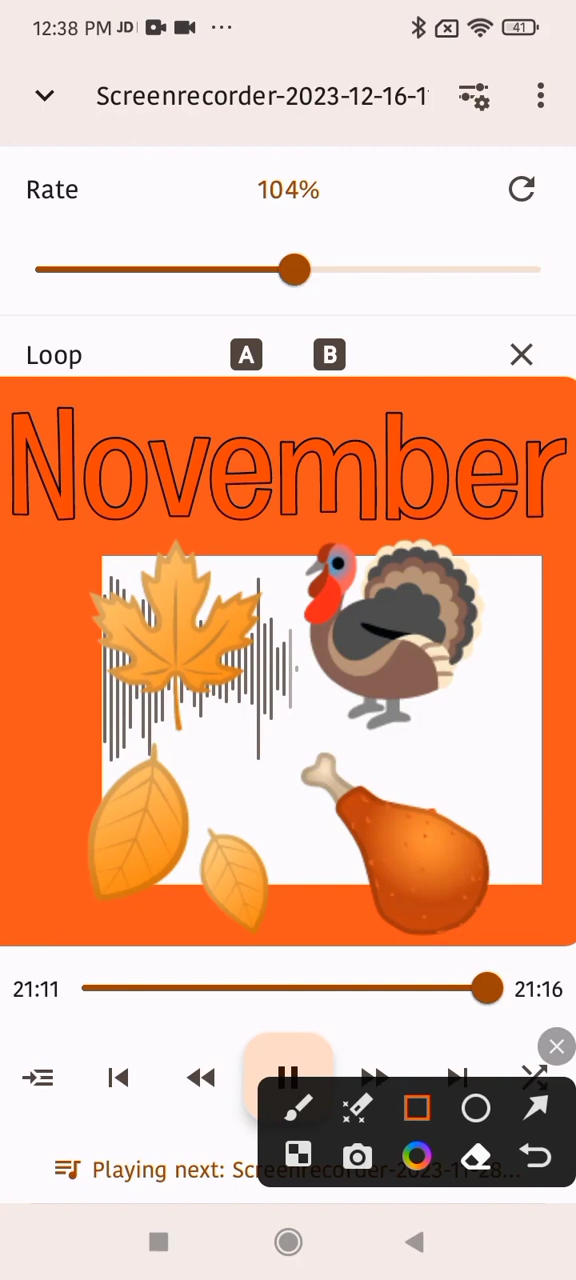 12:38 PM JD
41
Screenrecorder-2023-12-16-1
Rate 104%
Loop A B
November
21:11 21:16
Playing next: Screenrecorder-2023-11-28...